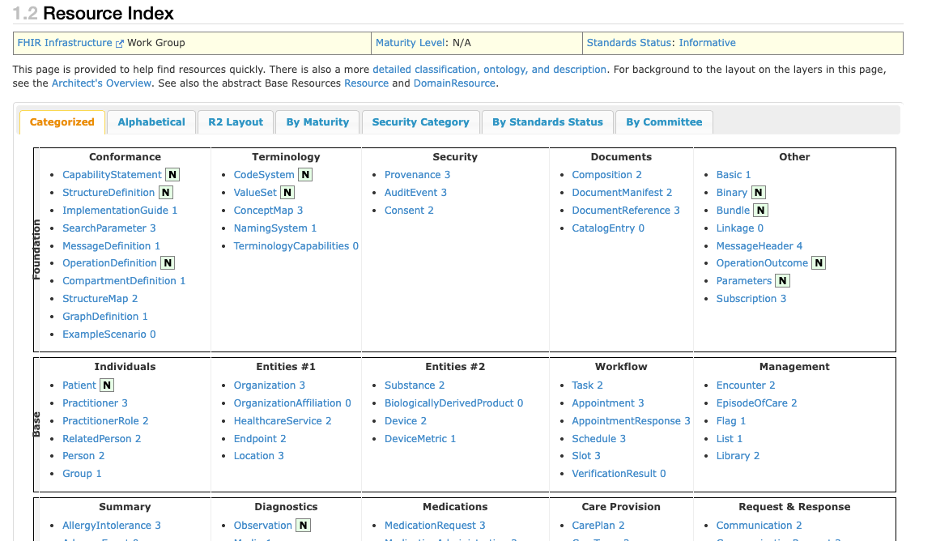 1.2 Resource Index
FHIR Infrastructure Work Group
Maturity Level: N/A
Standards Status: Informative
This page is provided to help find resources quickly. There is also a more detailed classification, ontology, and description. For background to the layout on the layers in this page,
see the Architect's Overview. See also the abstract Base Resources Resource and DomainResource.
Categorized
Alphabetical
R2 Layout
By Maturity
Security Category
By Standards Status
By Committee
Foundation
Conformance
CapabilityStatement N
StructureDefinition N
ImplementationGuide 1
SearchParameter 3
MessageDefinition 1
OperationDefinition N
CompartmentDefinition 1
StructureMap 2
GraphDefinition 1
ExampleScenario 0
Terminology
CodeSystem N
ValueSet N
ConceptMap 3
NamingSystem 1
TerminologyCapabilities 0
Security
Provenance 3
AuditEvent 3
Consent 2
Documents
Composition 2
DocumentManifest 2
DocumentReference 3
CatalogEntry 0
Other
Basic 1
Binary N
Bundle N
Linkage 0
MessageHeader 4
OperationOutcome N
Parameters N
Subscription 3
Base
Individuals
Patient N
Practitioner 3
PractitionerRole 2
RelatedPerson 2
Person 2
Group 1
Entities #1
Organization 3
OrganizationAffiliation 0
HealthcareService 2
Endpoint 2
Location 3
Entities #2
Substance 2
BiologicallyDerivedProduct 0
Device 2
DeviceMetric 1
Workflow
Task 2
Appointment 3
AppointmentResponse 3
Schedule 3
Slot 3
VerificationResult 0
Management
Encounter 2
EpisodeOfCare 2
Flag 1
List 1
Library 2
Summary
AllergyIntolerance 3
Diagnostics
Observation N
Medications
MedicationRequest 3
Care Provision
CarePlan 2
Request & Response
Communication 2